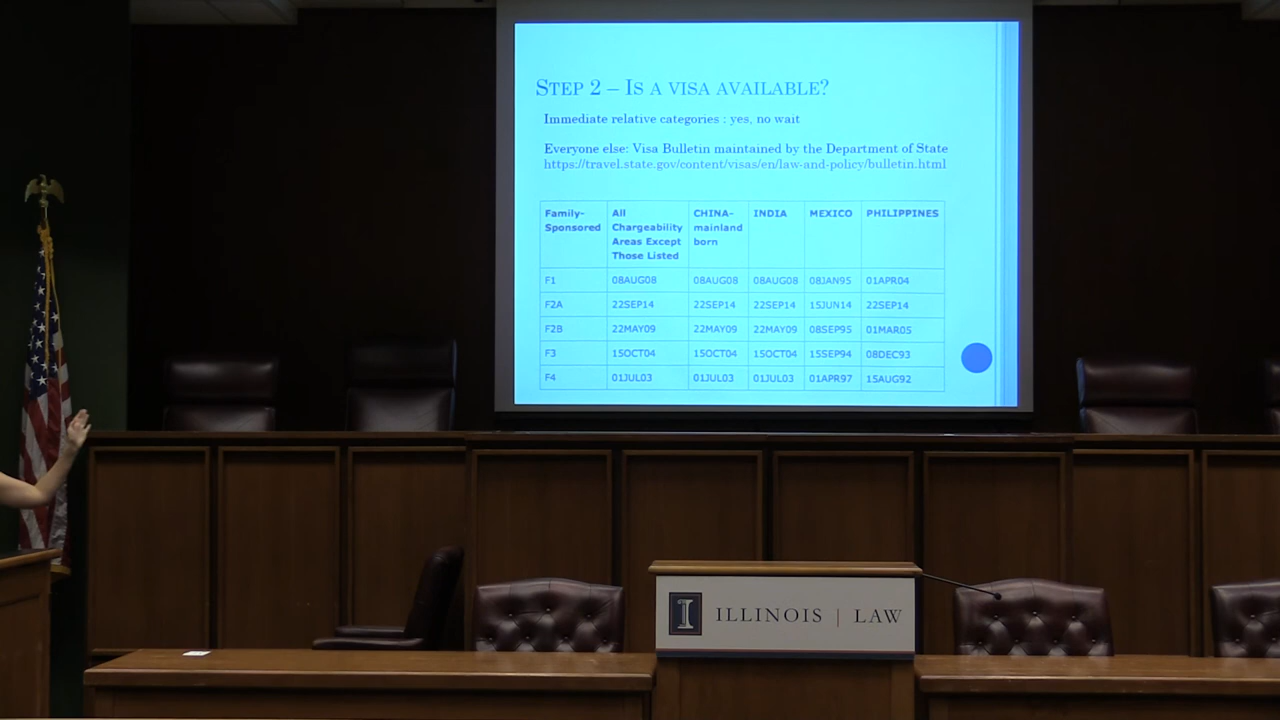 STEP 2 – IS A VISA AVAILABLE?
Immediate relative categories : yes, no wait
Everyone else: Visa Bulletin maintained by the Department of State
https://travel.state.gov/content/visas/en/law-and-policy/bulletin.html
Family-Sponsored All Chargeability Areas Except Those Listed CHINA-mainland born INDIA MEXICO PHILIPPINES
F1 08AUG08 08AUG08 08AUG08 08JAN95 01APR04
F2A 22SEP14 22SEP14 22SEP14 15JUN14 22SEP14
F2B 22MAY09 22MAY09 22MAY09 08SEP95 01MAR05
F3 15OCT04 15OCT04 15OCT04 15SEP94 08DEC93
F4 01JUL03 01JUL03 01JUL03 01APR97 15AUG92
I ILLINOIS | LAW